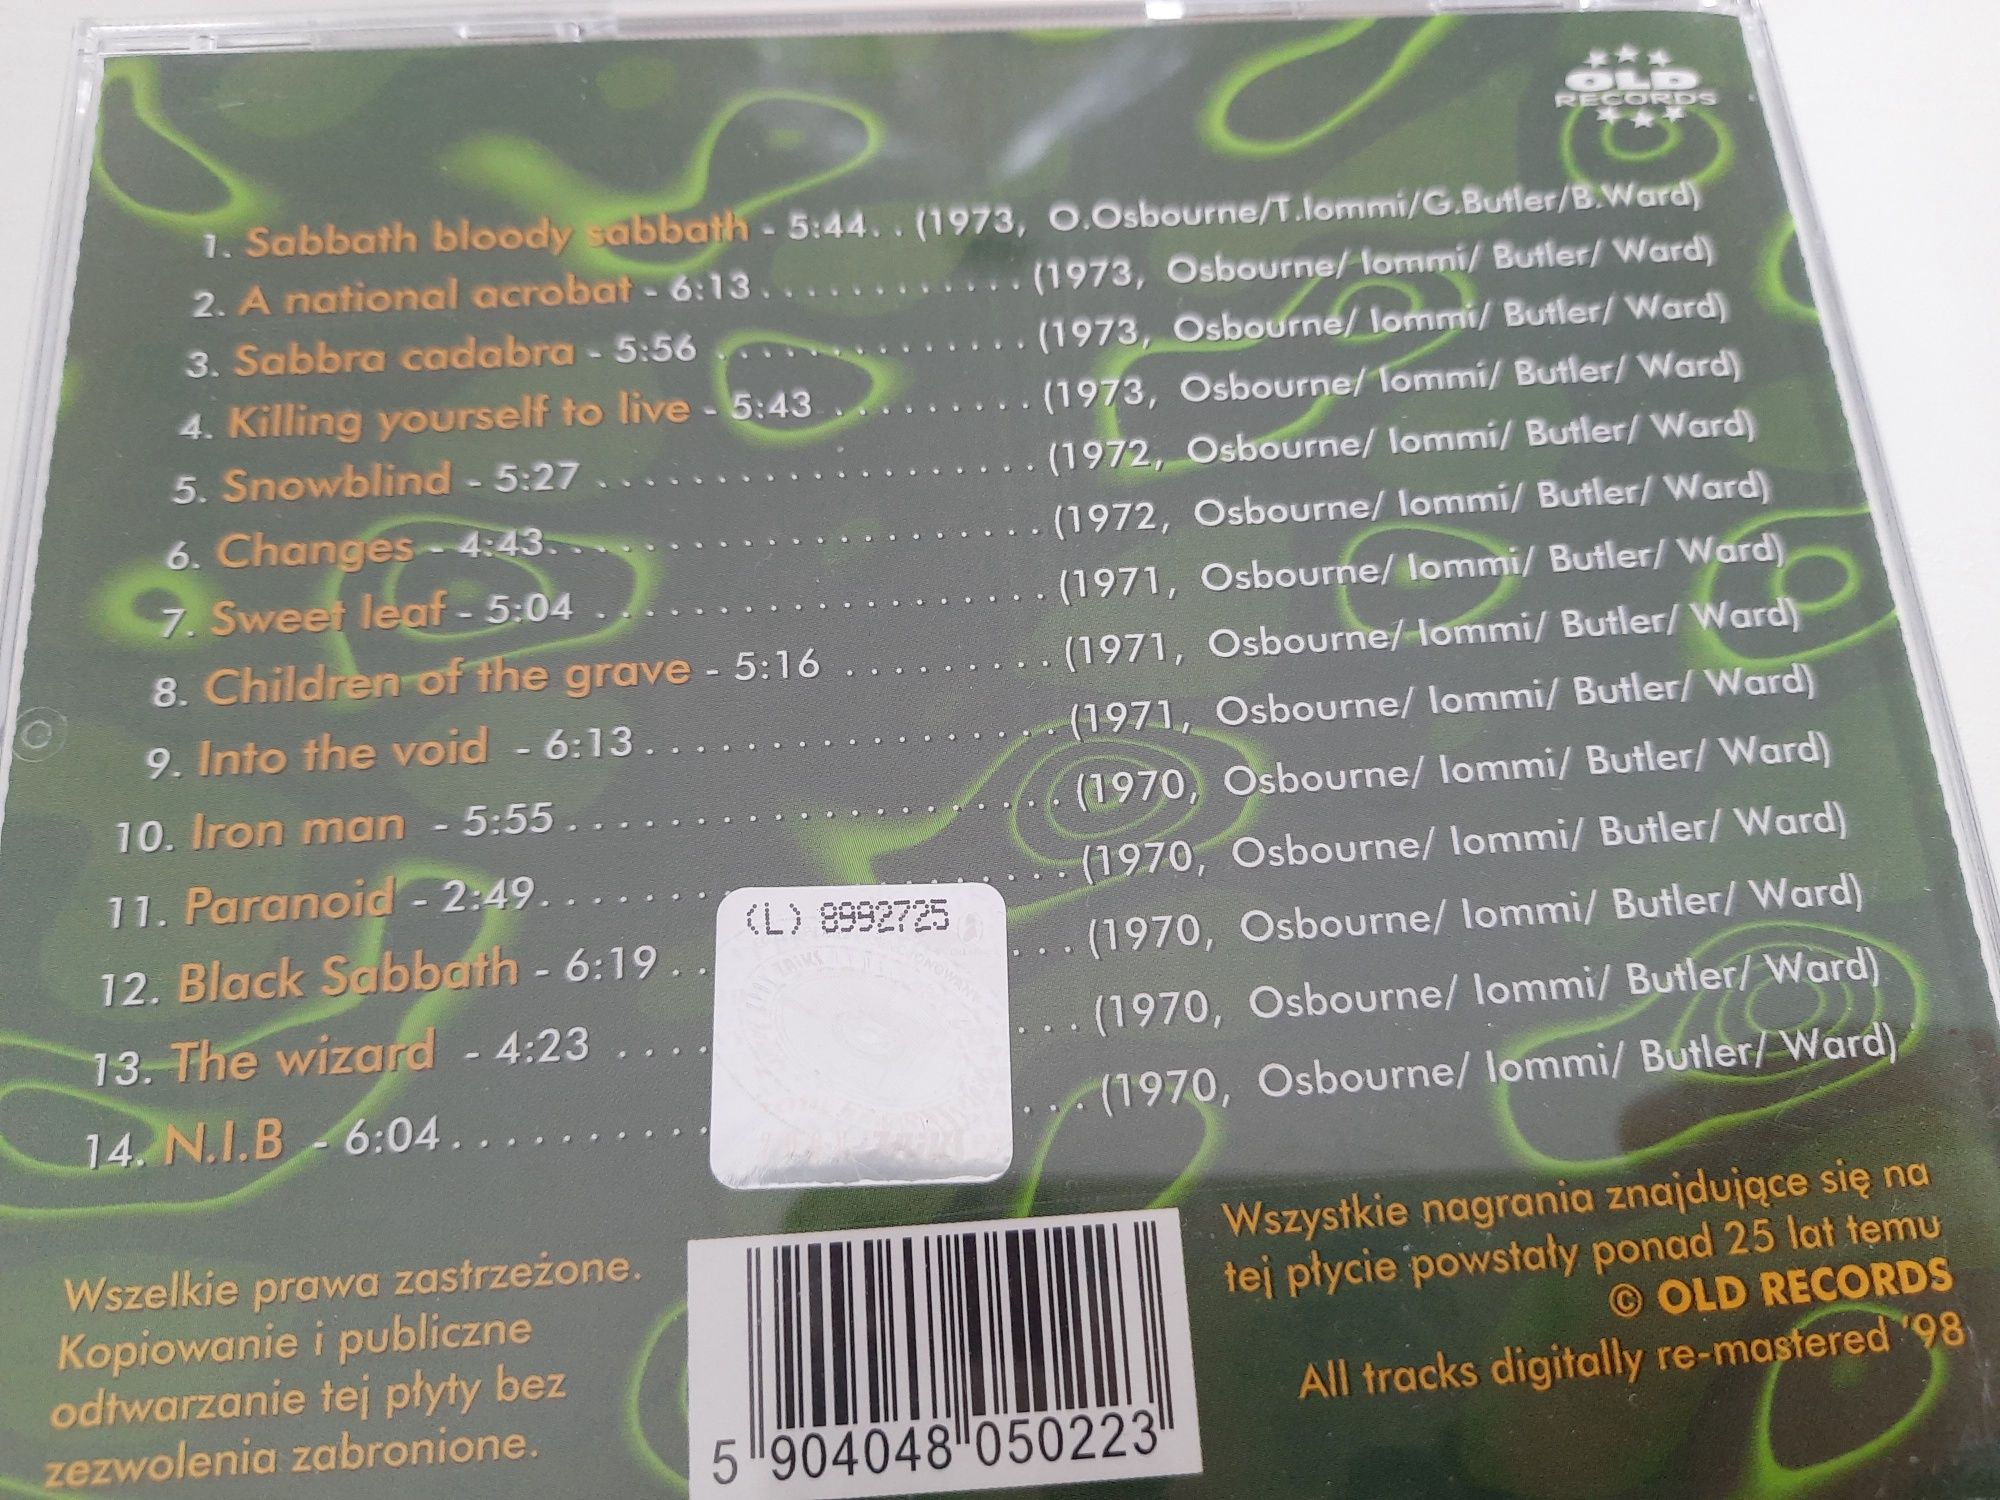 OLD
RECORDS
1. Sabbath bloody sabbath - 5:44. . (1973, O.Osbourne/T.Iommi/G.Butler/B.Ward)
2. A national acrobat - 6:13. . . . . . . . . . . . (1973, Osbourne/ Iommi/ Butler/ Ward)
3. Sabbra cadabra - 5:56 . . . . . . . . . . . . . . (1973, Osbourne/ Iommi/ Butler/ Ward)
4. Killing yourself to live - 5:43. . . . . . . . . . (1973, Osbourne/ Iommi/ Butler/ Ward)
5. Snowblind - 5:27 . . . . . . . . . . . . . . . . . . . (1972, Osbourne/ Iommi/ Butler/ Ward)
6. Changes - 4:43. . . . . . . . . . . . . . . . . . . . . (1972, Osbourne/ Iommi/ Butler/ Ward)
7. Sweet leaf - 5:04 . . . . . . . . . . . . . . . . . . . (1971, Osbourne/ Iommi/ Butler/ Ward)
8. Children of the grave - 5:16 . . . . . . . . . (1971, Osbourne/ Iommi/ Butler/ Ward)
9. Into the void - 6:13. . . . . . . . . . . . . . . . . (1971, Osbourne/ Iommi/ Butler/ Ward)
10. Iron man - 5:55. . . . . . . . . . . . . . . . . . . . (1970, Osbourne/ Iommi/ Butler/ Ward)
11. Paranoid - 2:49. . . . . . . . . . . . . . . . . . . . (1970, Osbourne/ Iommi/ Butler/ Ward)
12. Black Sabbath - 6:19 . . . . . (1970, Osbourne/ Iommi/ Butler/ Ward)
13. The wizard - 4:23 . . . . . . . (1970, Osbourne/ Iommi/ Butler/ Ward)
14. N.I.B - 6:04. . . . . . . . . . . . . (1970, Osbourne/ Iommi/ Butler/ Ward)
(L) 8992725
Wszelkie prawa zastrzeżone.
Kopiowanie i publiczne
odtwarzanie tej płyty bez
zezwolenia zabronione.
5 904048 050223
Wszystkie nagrania znajdujące się na
tej płycie powstały ponad 25 lat temu
© OLD RECORDS
All tracks digitally re-mastered '98